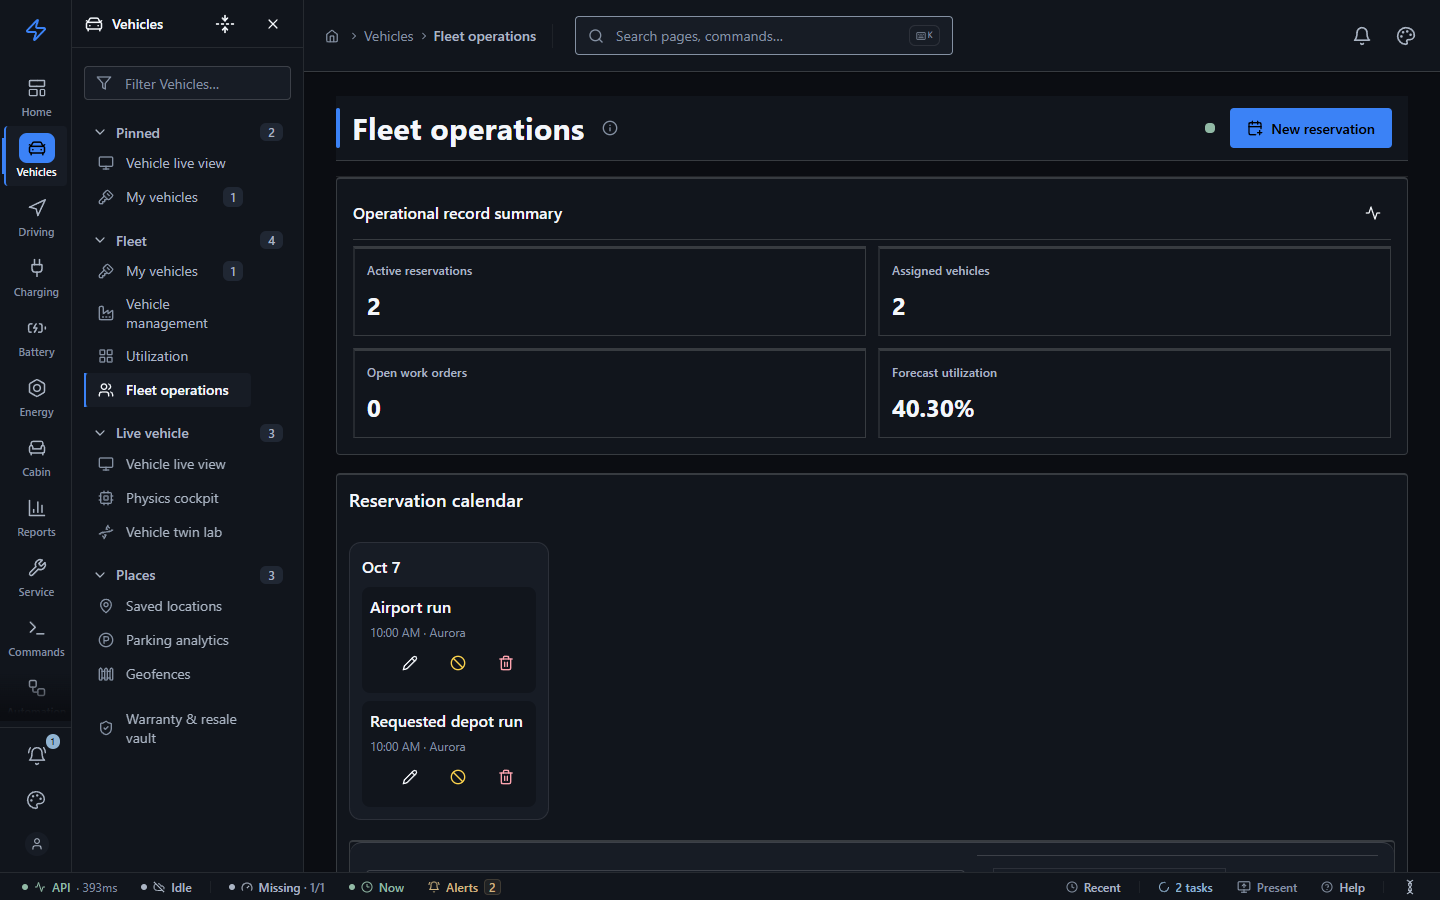 Home
Vehicles
Driving
Charging
Battery
Energy
Cabin
Reports
Service
Commands
1
Vehicles
Filter Vehicles...
Pinned 2
Vehicle live view
My vehicles 1
Fleet 4
My vehicles 1
Vehicle
management
Utilization
Fleet operations
Live vehicle 3
Vehicle live view
Physics cockpit
Vehicle twin lab
Places 3
Saved locations
Parking analytics
Geofences
Warranty & resale
vault
Vehicles Fleet operations
Search pages, commands... K
Fleet operations
New reservation
Operational record summary
Active reservations
2
Assigned vehicles
2
Open work orders
0
Forecast utilization
40.30%
Reservation calendar
Oct 7
Airport run
10:00 AM · Aurora
Requested depot run
10:00 AM · Aurora
API · 393ms Idle Missing · 1/1 Now Alerts 2 Recent 2 tasks Present Help